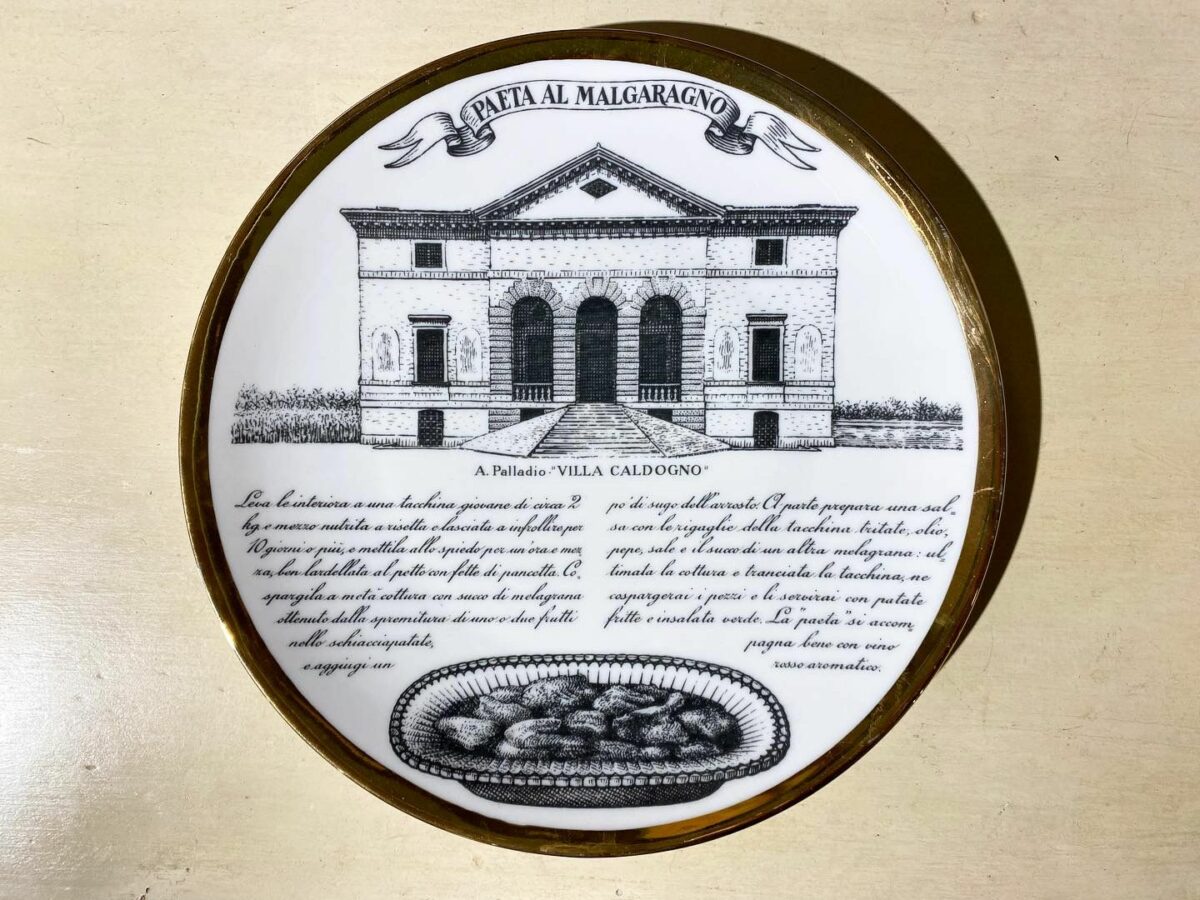 PAETA AL MALGARAGNO
A. Palladio - "VILLA CALDOGNO"
Leva le interiora a una tacchina giovane di circa 2
kg e mezzo nutrita a risetta e lasciata a infrollire per
10 giorni o più, e mettila allo spiedo per un'ora e mez_
za, ben lardellata al petto con fette di pancetta. Co_
spargila a metà cottura con succo di melagrana
ottenuto dalla spremitura di uno o due frutti
nello schiacciapatate,
e aggiugi un
po' di sugo dell'arrosto. A parte prepara una sal_
sa con le rigaglie della tacchina tritate, olio,
pepe, sale e il succo di un altra melagrana: ul_
timata la cottura e tranciata la tacchina, ne
cospargerai i pezzi e li servirai con patate
fritte e insalata verde. La "paeta" si accom_
pagna bene con vino
rosso aromatico.